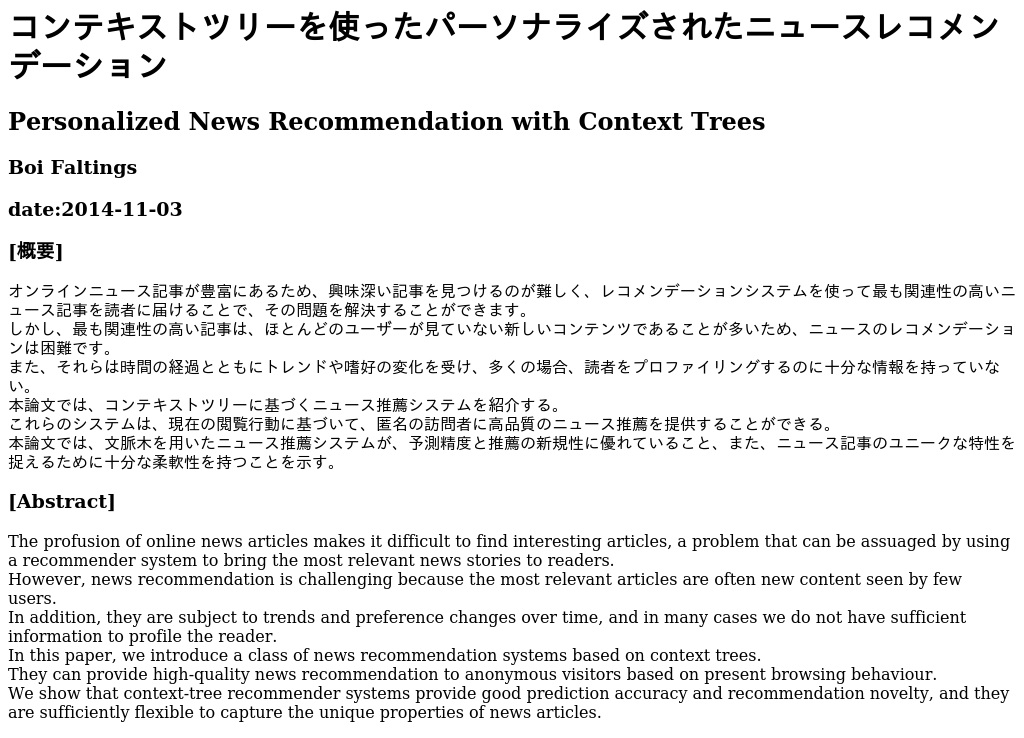 コンテキストツリーを使ったパーソナライズされたニュースレコメン
デーション
Personalized News Recommendation with Context Trees
Boi Faltings
date:2014-11-03
[概要]
オンラインニュース記事が豊富にあるため、興味深い記事を見つけるのが難しく、レコメンデーションシステムを使って最も関連性の高いニ
ュース記事を読者に届けることで、その問題を解決することができます。
しかし、最も関連性の高い記事は、ほとんどのユーザーが見ていない新しいコンテンツであることが多いため、ニュースのレコメンデーショ
ンは困難です。
また、それらは時間の経過とともにトレンドや嗜好の変化を受け、多くの場合、読者をプロファイリングするのに十分な情報を持っていな
い。
本論文では、コンテキストツリーに基づくニュース推薦システムを紹介する。
これらのシステムは、現在の閲覧行動に基づいて、匿名の訪問者に高品質のニュース推薦を提供することができる。
本論文では、文脈木を用いたニュース推薦システムが、予測精度と推薦の新規性に優れていること、また、ニュース記事のユニークな特性を
捉えるために十分な柔軟性を持つことを示す。
[Abstract]
The profusion of online news articles makes it difficult to find interesting articles, a problem that can be assuaged by using
a recommender system to bring the most relevant news stories to readers.
However, news recommendation is challenging because the most relevant articles are often new content seen by few
users.
In addition, they are subject to trends and preference changes over time, and in many cases we do not have sufficient
information to profile the reader.
In this paper, we introduce a class of news recommendation systems based on context trees.
They can provide high-quality news recommendation to anonymous visitors based on present browsing behaviour.
We show that context-tree recommender systems provide good prediction accuracy and recommendation novelty, and they
are sufficiently flexible to capture the unique properties of news articles.